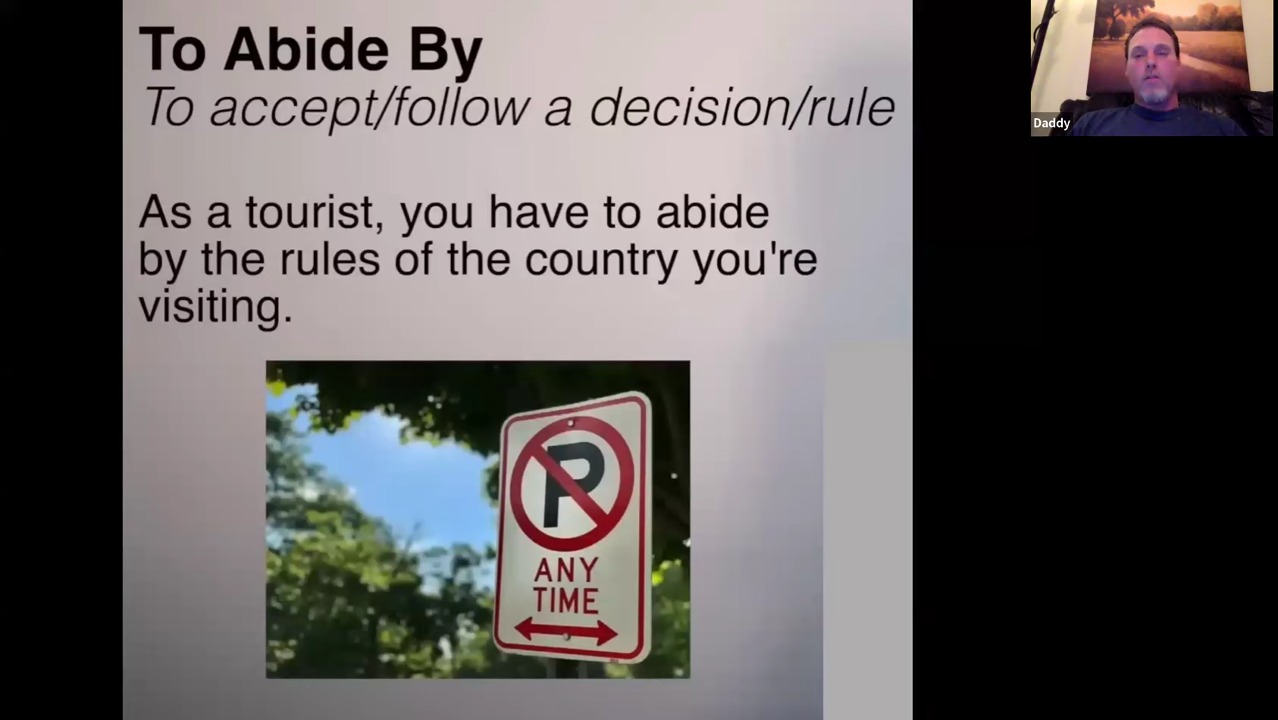 To Abide By
To accept/follow a decision/rule
As a tourist, you have to abide
by the rules of the country you're
visiting.
P
ANY
TIME
Daddy